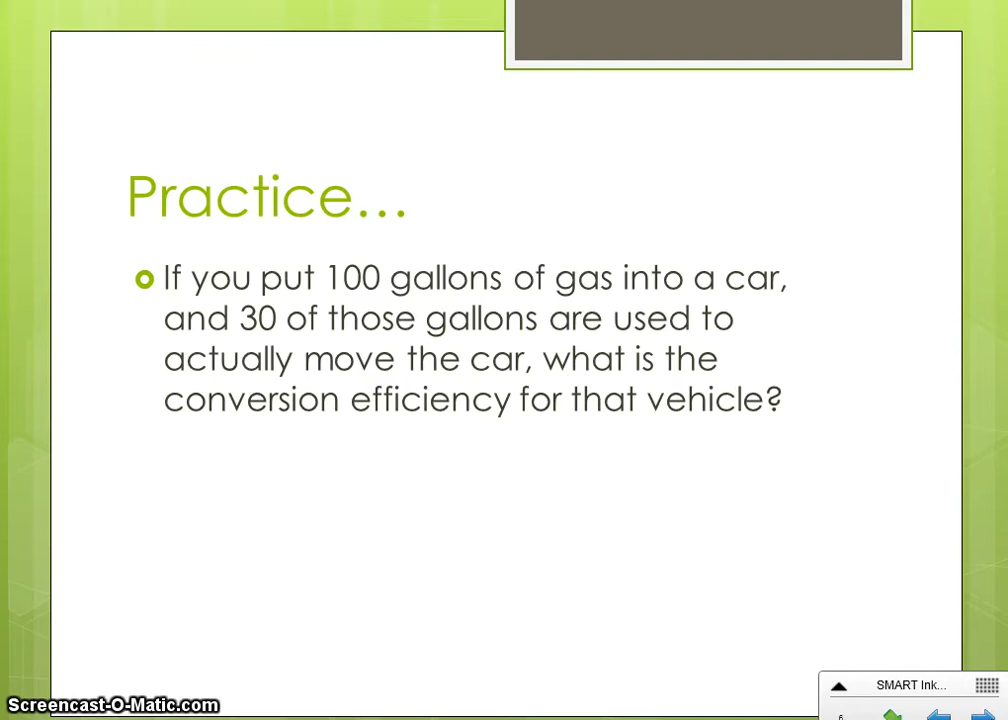 Practice…
If you put 100 gallons of gas into a car,
and 30 of those gallons are used to
actually move the car, what is the
conversion efficiency for that vehicle?
Screencast-O-Matic.com
SMART Ink...
6